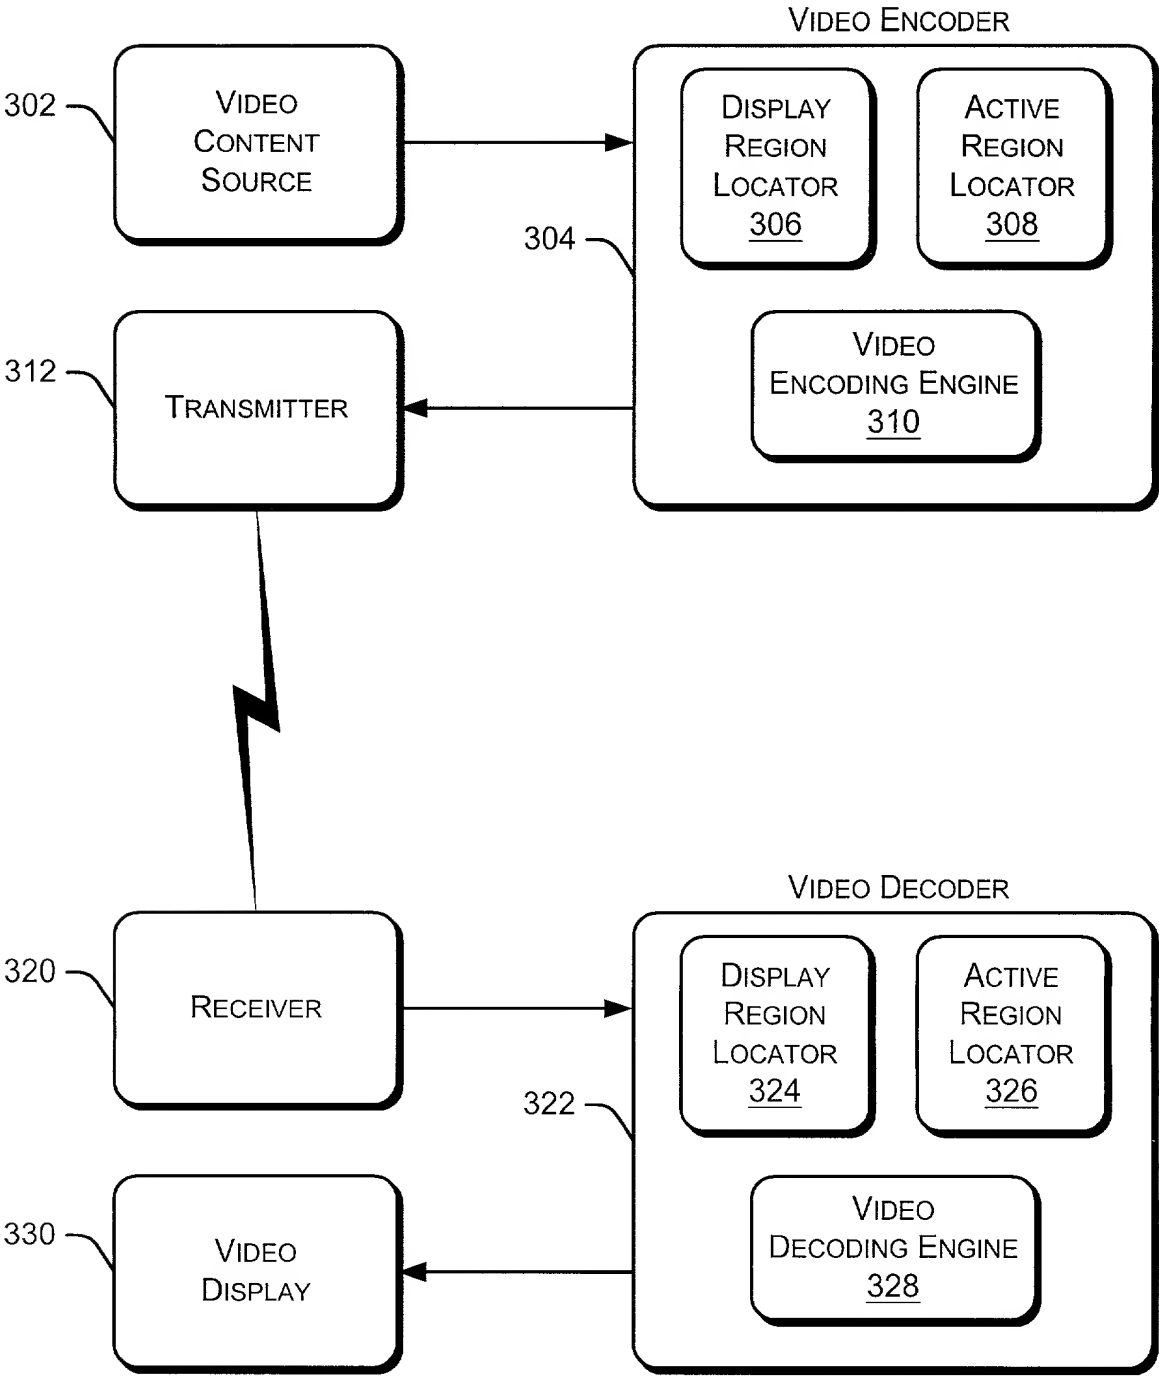 VIDEO ENCODER
302
VIDEO
CONTENT
SOURCE
DISPLAY
REGION
LOCATOR
306
ACTIVE
REGION
LOCATOR
308
304
312
TRANSMITTER
VIDEO
ENCODING ENGINE
310
VIDEO DECODER
320
RECEIVER
DISPLAY
REGION
LOCATOR
324
ACTIVE
REGION
LOCATOR
326
322
330
VIDEO
DISPLAY
VIDEO
DECODING ENGINE
328